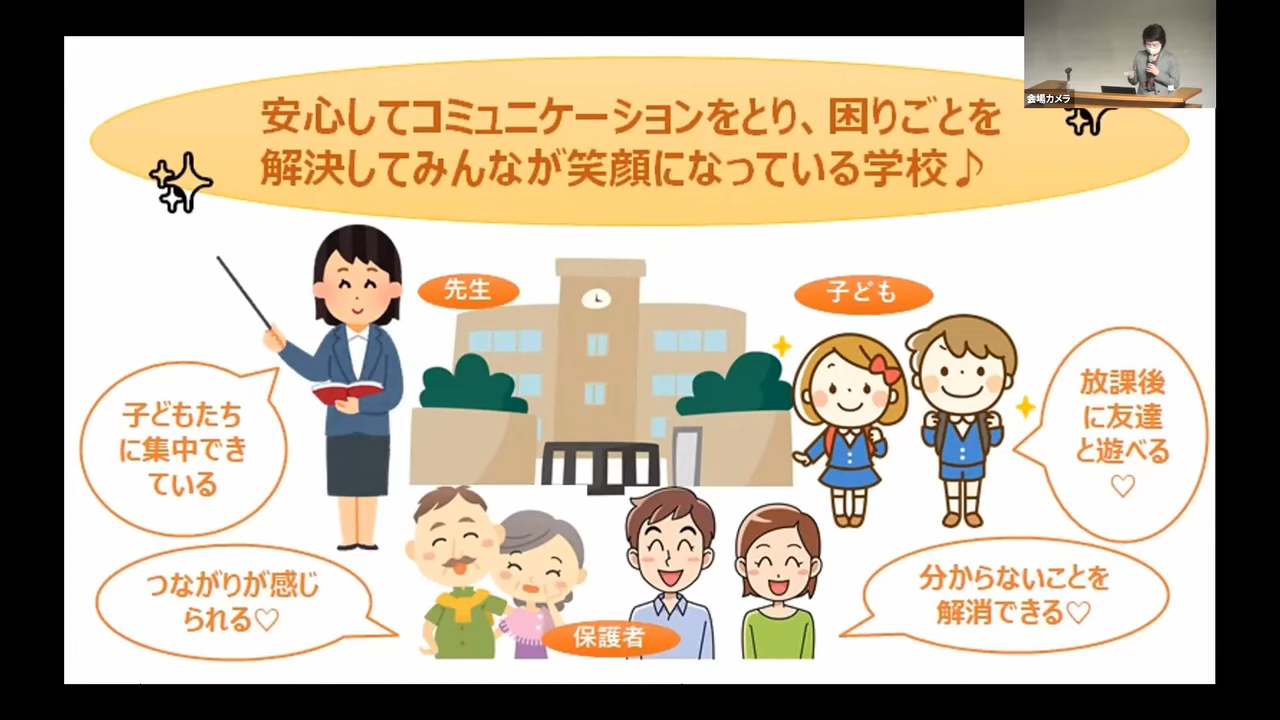 会場カメラ
安心してコミュニケーションをとり、困りごとを
解決してみんなが笑顔になっている学校♪
先生
子ども
子どもたち
に集中でき
ている
放課後
に友達
と遊べる
♡
つながりが感じ
られる♡
保護者
分からないことを
解消できる♡